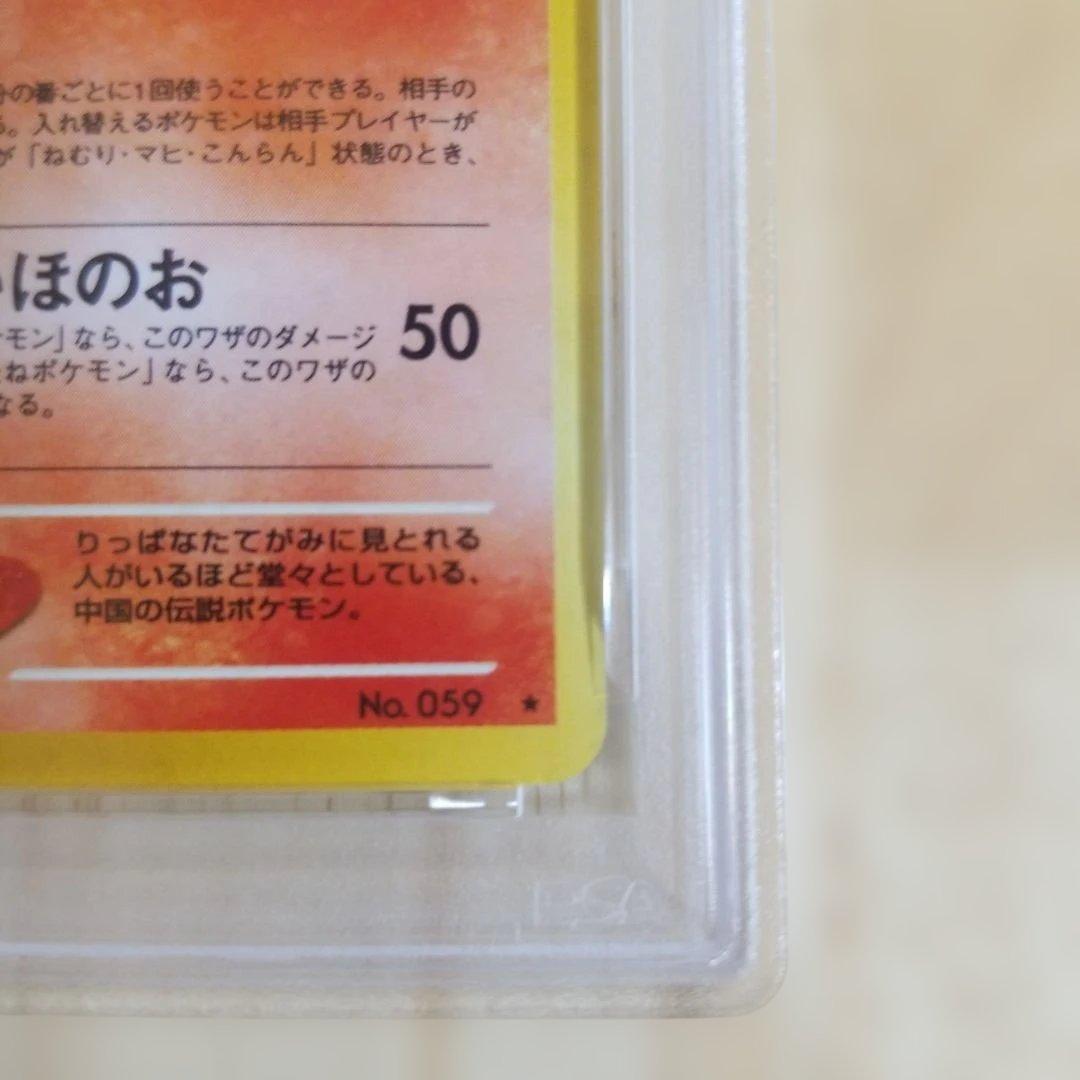 の番ごとに1回使うことができる。相手の
る。入れ替えるポケモンは相手プレイヤーが
が「ねむり・マヒ・こんらん」状態のとき、
ほのお
50
ケモン」なら、このワザのダメージ
ねポケモン」なら、このワザの
なる。
りっぱなたてがみに見とれる
人がいるほど堂々としている、
中国の伝説ポケモン。
No. 059 ★
PSA